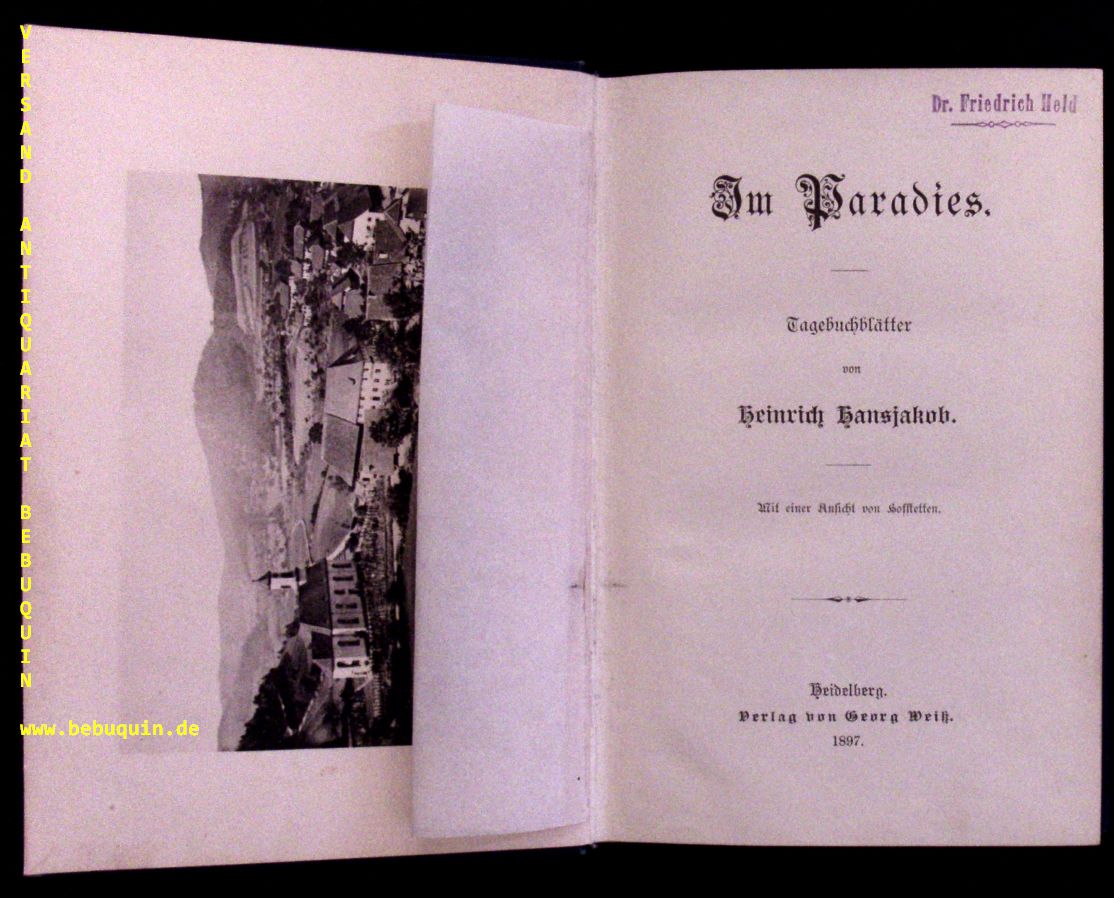 VERSAND ANTIQUARIAT BEBUQUIN
www.bebuquin.de
Dr. Friedrich Held
Im Paradies.
Tagebuchblätter
von
Heinrich Hansjakob.
Mit einer Ansicht von Hofstetten.
Heidelberg.
Verlag von Georg Weiß.
1897.